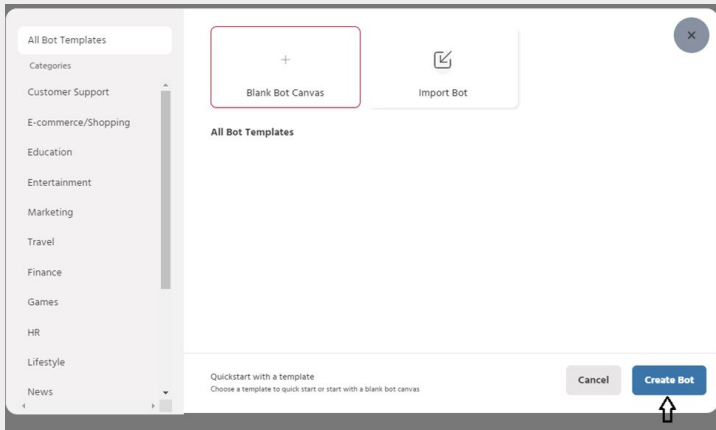 All Bot Templates
Categories
Customer Support
E-commerce/Shopping
Education
Entertainment
Marketing
Travel
Finance
Games
HR
Lifestyle
News
Blank Bot Canvas
Import Bot
All Bot Templates
Quickstart with a template
Choose a template to quick start or start with a blank bot canvas
Cancel
Create Bot